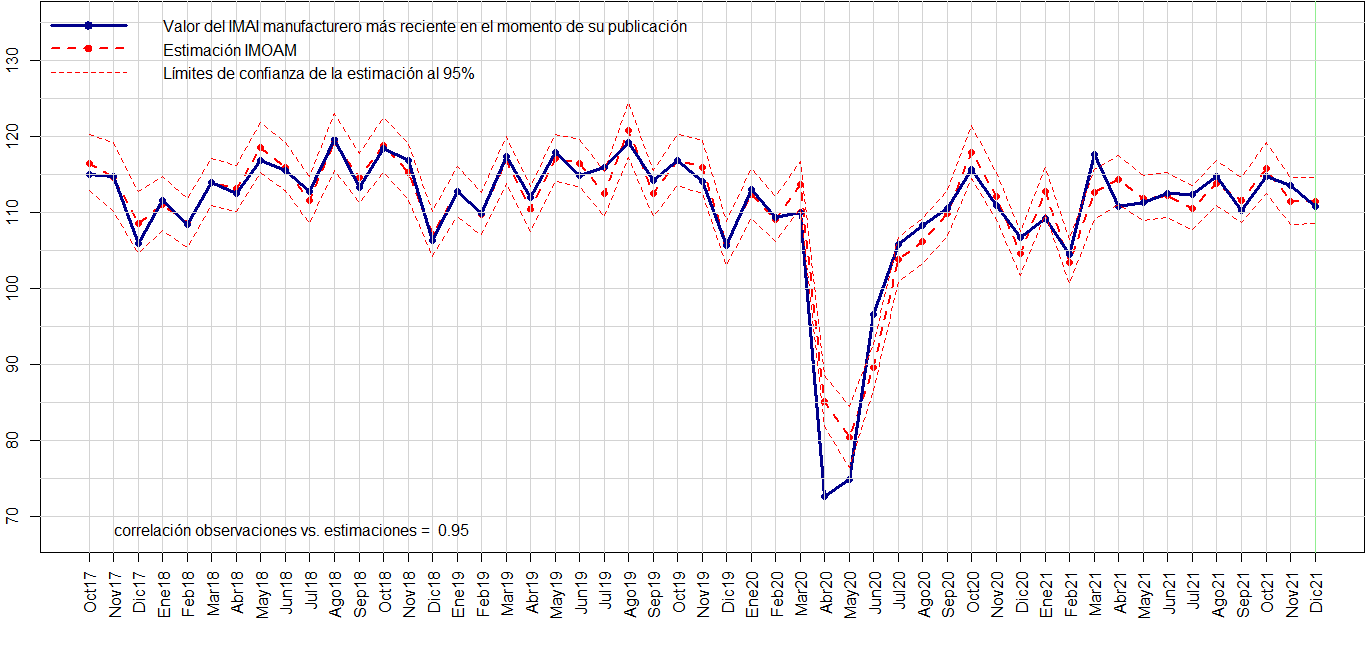 Valor del IMAI manufacturero más reciente en el momento de su publicación
Estimación IMOAM
Límites de confianza de la estimación al 95%
130
120
110
100
90
80
70
correlación observaciones vs. estimaciones = 0.95
Oct17
Nov17
Dic17
Ene18
Feb18
Mar18
Abr18
May18
Jun18
Jul18
Ago18
Sep18
Oct18
Nov18
Dic18
Ene19
Feb19
Mar19
Abr19
May19
Jun19
Jul19
Ago19
Sep19
Oct19
Nov19
Dic19
Ene20
Feb20
Mar20
Abr20
May20
Jun20
Jul20
Ago20
Sep20
Oct20
Nov20
Dic20
Ene21
Feb21
Mar21
Abr21
May21
Jun21
Jul21
Ago21
Sep21
Oct21
Nov21
Dic21